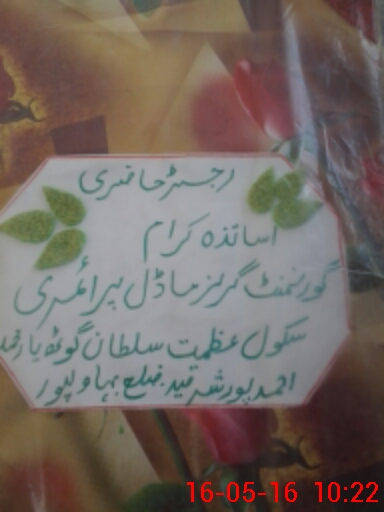 رجسٹر حاضری
اساتذہ کرام
گورنمنٹ گرلز ماڈل پرائمری
سکول عظمت سلطان گوٹھ یار محمد
احمد پور شرقیہ ضلع بہاولپور
16-05-16 10:22